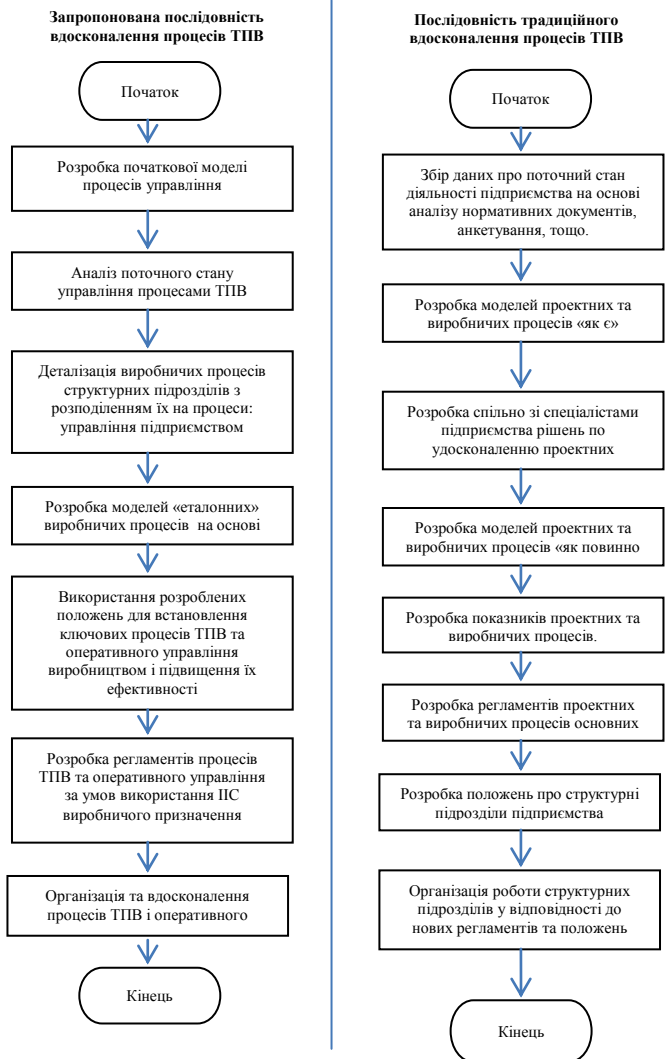 Запропонована послідовність
вдосконалення процесів ТПВ
Початок
Розробка початкової моделі
процесів управління
Аналіз поточного стану
управління процесами ТПВ
Деталізація виробничих процесів
структурних підрозділів з
розподіленням їх на процеси:
управління підприємством
Розробка моделей «еталонних»
виробничих процесів на основі
Використання розроблених
положень для встановлення
ключових процесів ТПВ та
оперативного управління
виробництвом і підвищення їх
ефективності
Розробка регламентів процесів
ТПВ та оперативного управління
за умов використання ІІС
виробничого призначення
Організація та вдосконалення
процесів ТПВ і оперативного
Кінець
Послідовність традиційного
вдосконалення процесів ТПВ
Початок
Збір даних про поточний стан
діяльності підприємства на основі
аналізу нормативних документів,
анкетування, тощо.
Розробка моделей проектних та
виробничих процесів «як є»
Розробка спільно зі спеціалістами
підприємства рішень по
удосконаленню проектних
Розробка моделей проектних та
виробничих процесів «як повинно
Розробка показників проектних та
виробничих процесів.
Розробка регламентів проектних
та виробничих процесів основних
Розробка положень про структурні
підрозділи підприємства
Організація роботи структурних
підрозділів у відповідності до
нових регламентів та положень
Кінець